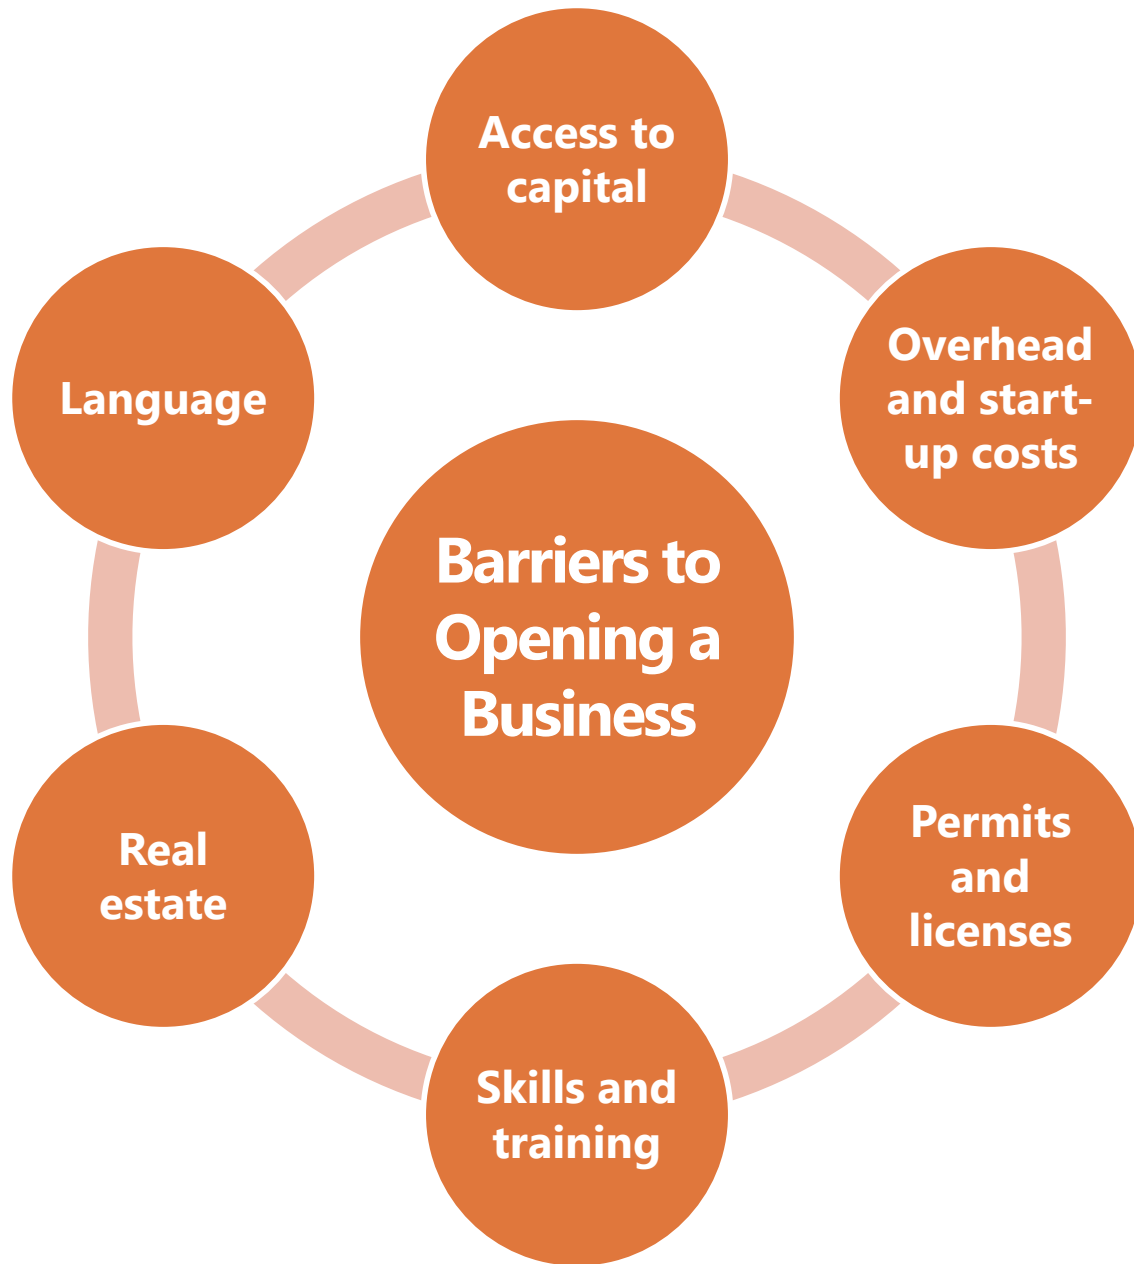 Access to
capital
Overhead
and start-
up costs
Permits
and
licenses
Skills and
training
Real
estate
Language
Barriers to
Opening a
Business